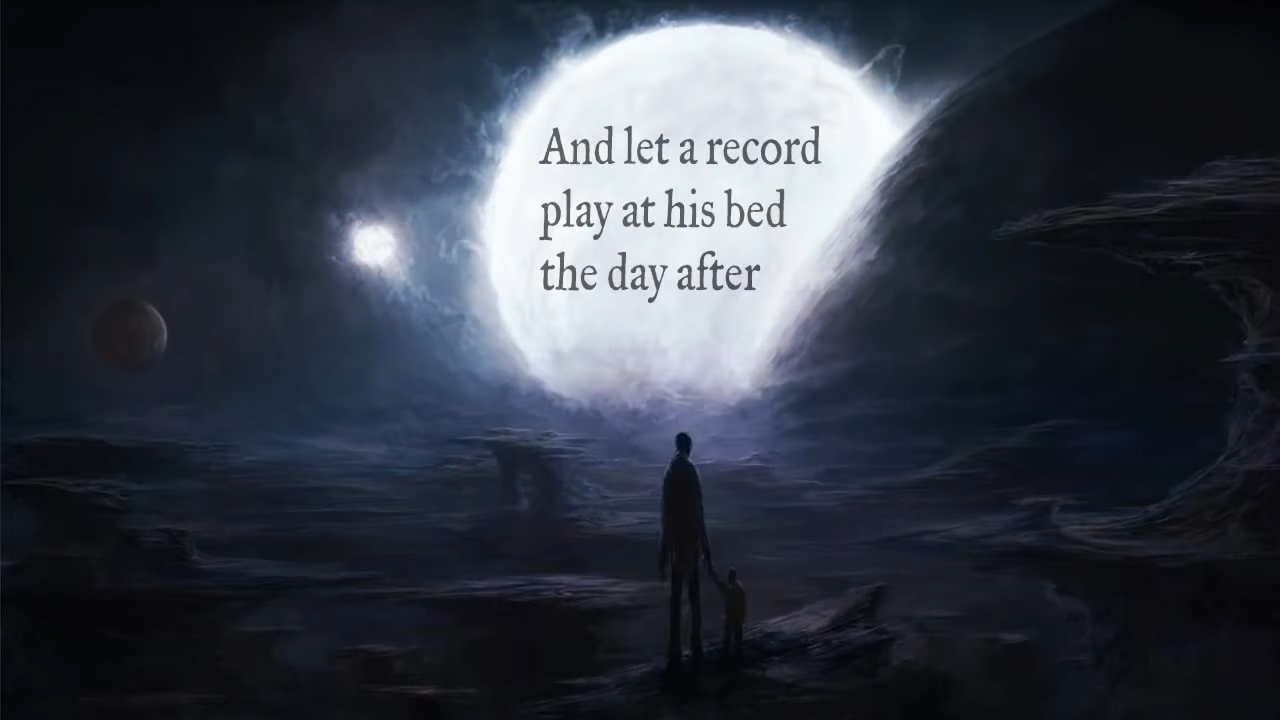 And let a record
play at his bed
the day after